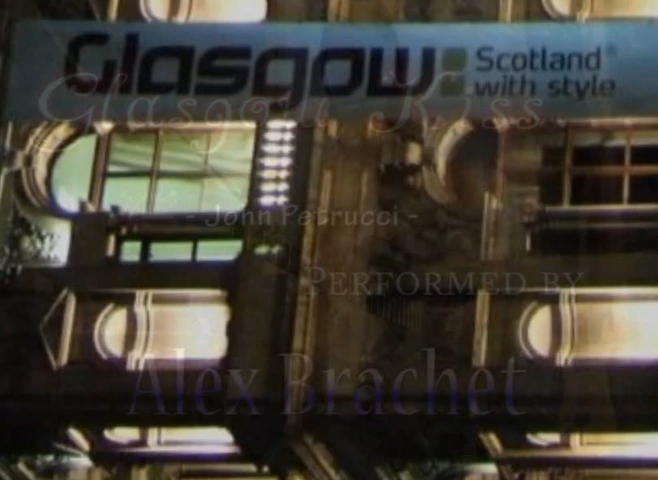 Glasgow: Scotland
with style
Glasgow Kiss
- John Petrucci -
PERFORMED BY
Alex Brachet